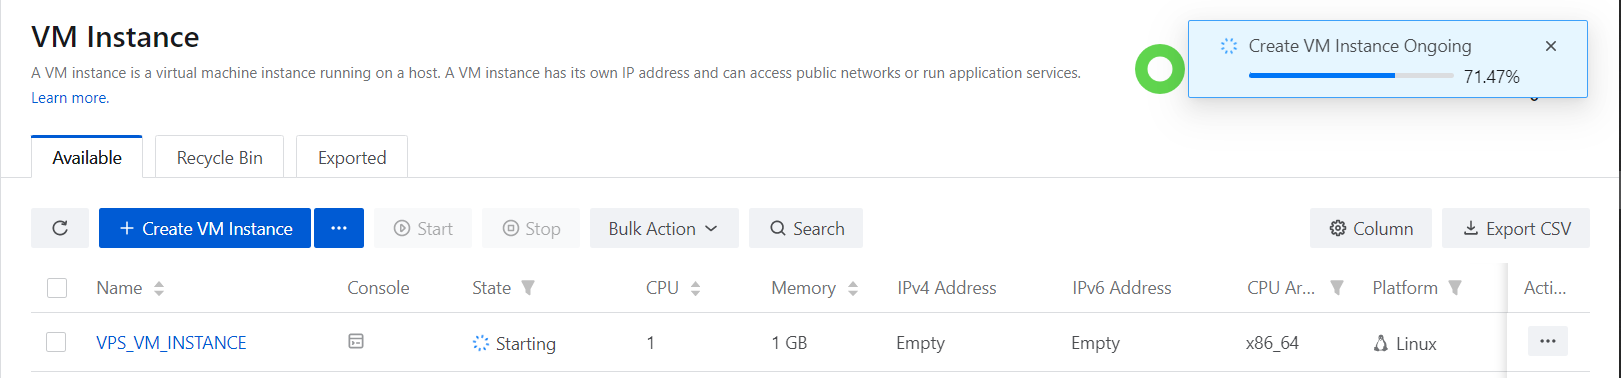 VM Instance
A VM instance is a virtual machine instance running on a host. A VM instance has its own IP address and can access public networks or run application services.
Learn more.
Create VM Instance Ongoing
71.47%
Available Recycle Bin Exported
Create VM Instance ... Start Stop Bulk Action Search Column Export CSV
Name Console State CPU Memory IPv4 Address IPv6 Address CPU Ar... Platform Acti...
VPS_VM_INSTANCE Starting 1 1 GB Empty Empty x86_64 Linux ...